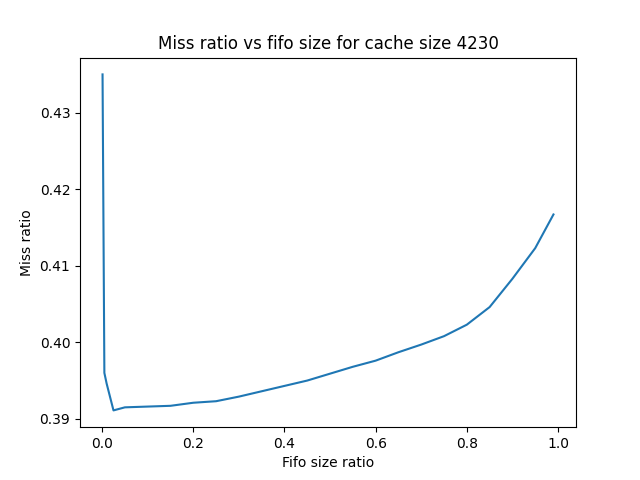 Miss ratio vs fifo size for cache size 4230
0.43
0.42
0.41
0.40
0.39
Miss ratio
0.0 0.2 0.4 0.6 0.8 1.0
Fifo size ratio